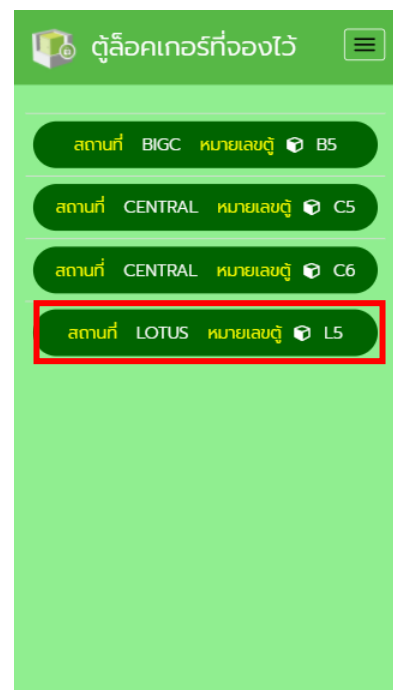 ตู้ล็อคเกอร์ที่จองไว้
สถานที่ BIGC หมายเลขตู้ B5
สถานที่ CENTRAL หมายเลขตู้ C5
สถานที่ CENTRAL หมายเลขตู้ C6
สถานที่ LOTUS หมายเลขตู้ L5